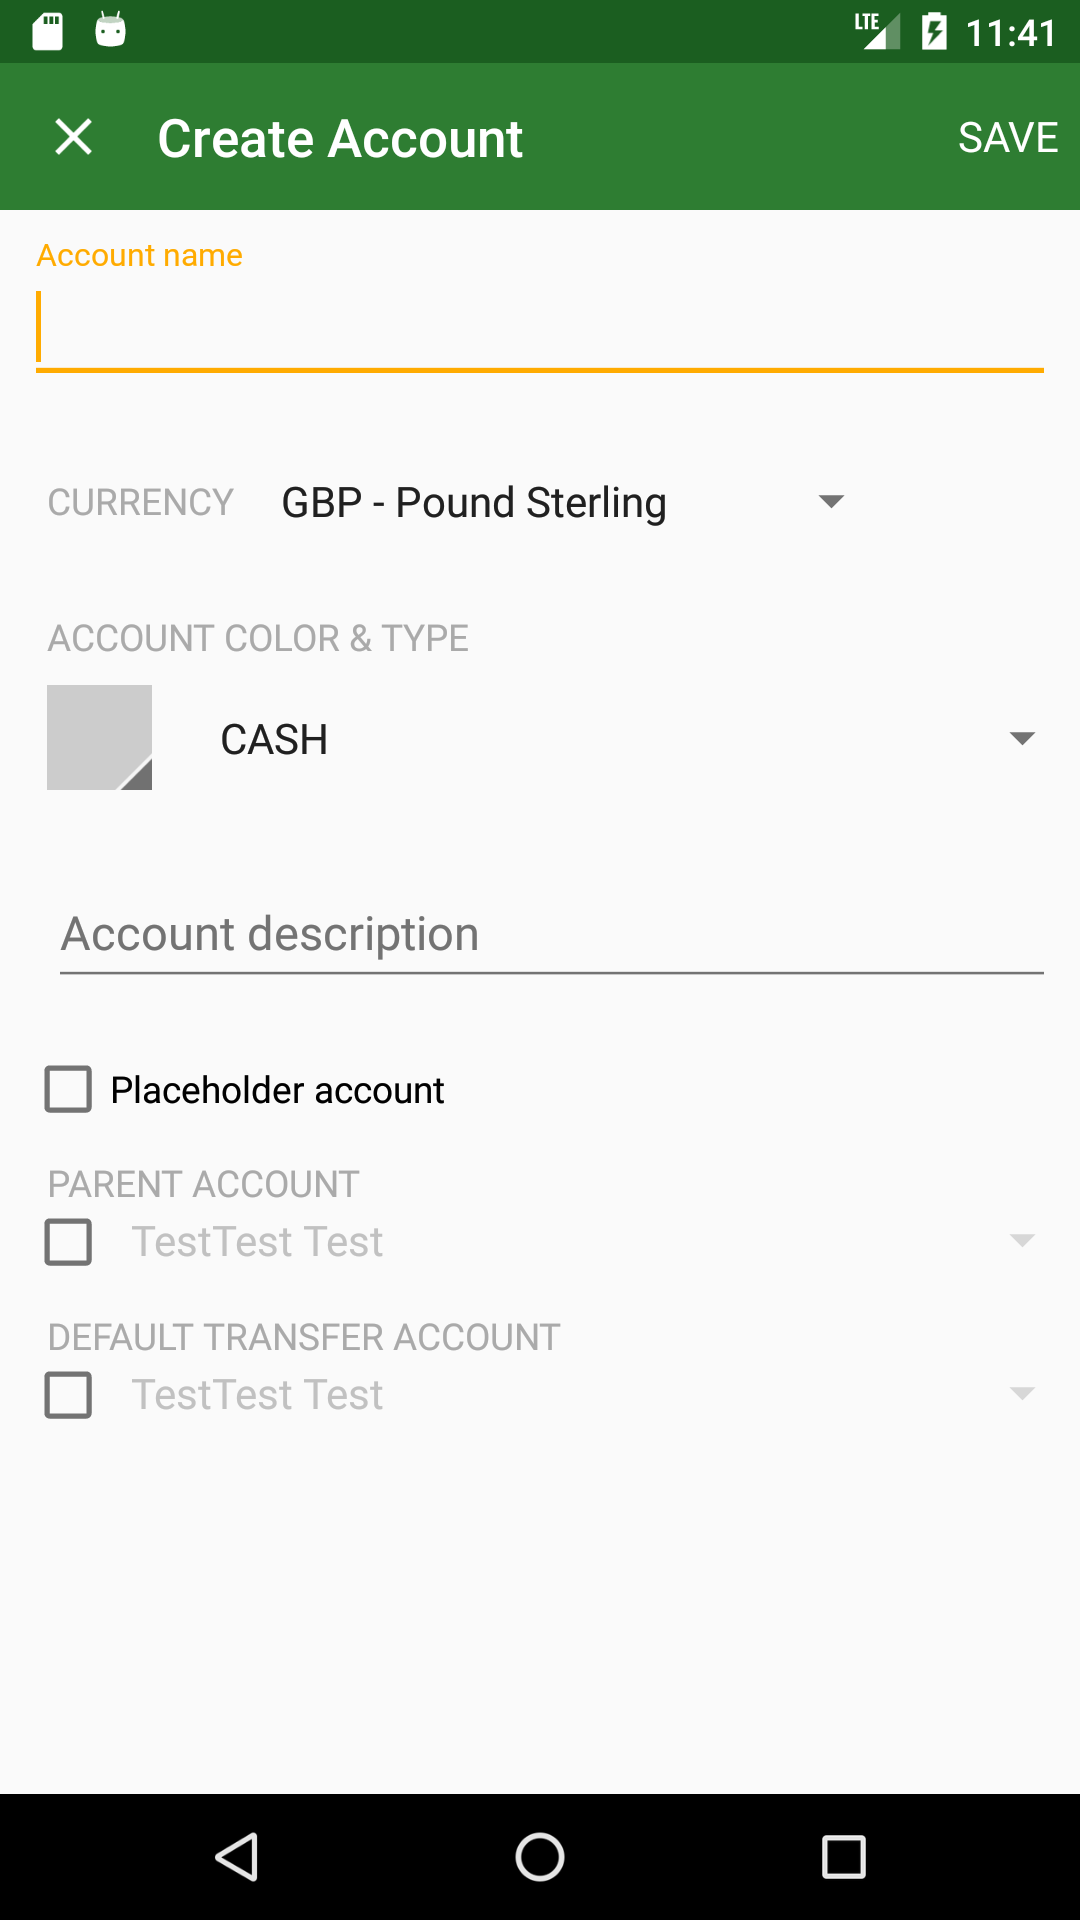 LTE 11:41
Create Account SAVE
Account name
CURRENCY GBP - Pound Sterling
ACCOUNT COLOR & TYPE
CASH
Account description
Placeholder account
PARENT ACCOUNT
TestTest Test
DEFAULT TRANSFER ACCOUNT
TestTest Test